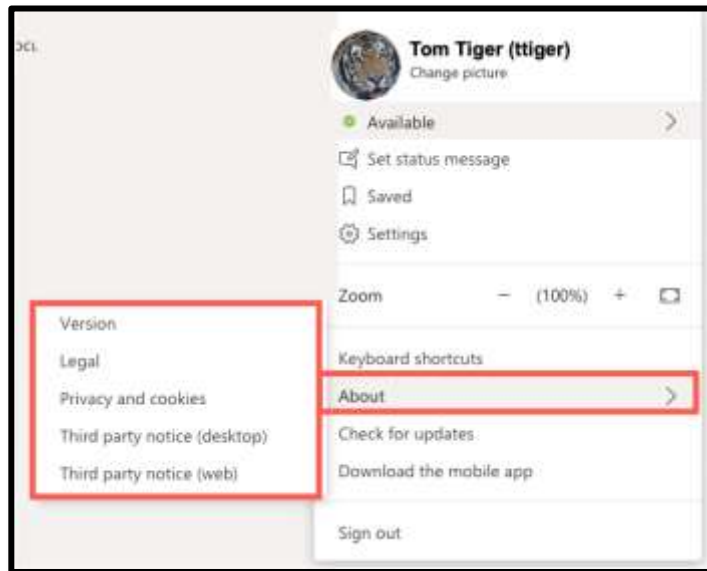 Tom Tiger (ttiger)
Change picture
Available
Set status message
Saved
Settings
Zoom - (100%) +
Keyboard shortcuts
About
Check for updates
Download the mobile app
Sign out
Version
Legal
Privacy and cookies
Third party notice (desktop)
Third party notice (web)